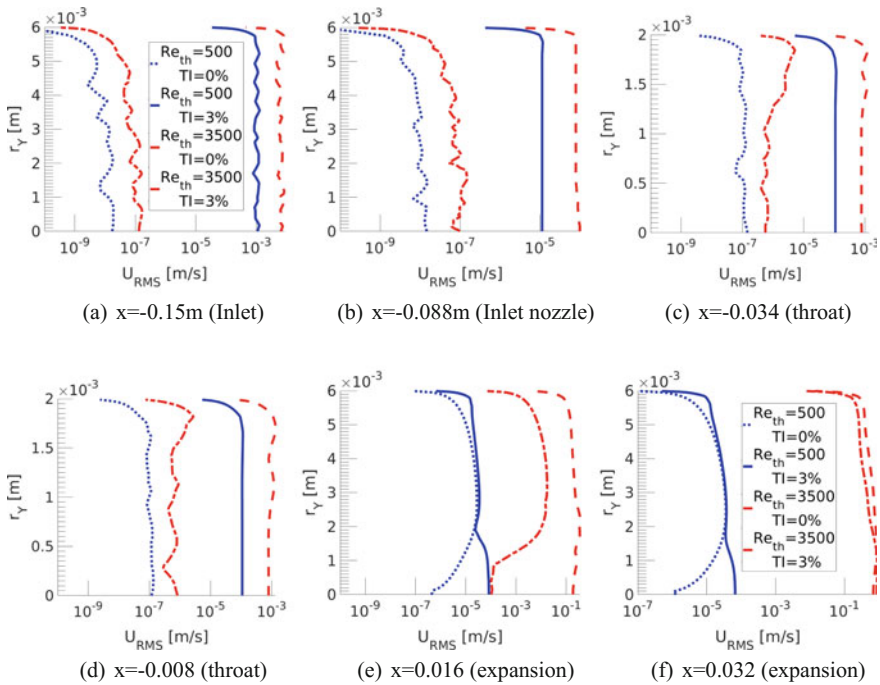 ×10⁻³
6
5
4
3
2
1
0
r_Y [m]
Re_th=500
TI=0%
Re_th=500
TI=3%
Re_th=3500
TI=0%
Re_th=3500
TI=3%
10⁻⁹ 10⁻⁷ 10⁻⁵ 10⁻³
U_RMS [m/s]
(a) x=-0.15m (Inlet)
×10⁻³
6
5
4
3
2
1
0
r_Y [m]
10⁻⁹ 10⁻⁷ 10⁻⁵
U_RMS [m/s]
(b) x=-0.088m (Inlet nozzle)
×10⁻³
2
1.5
1
0.5
0
r_Y [m]
10⁻⁹ 10⁻⁷ 10⁻⁵ 10⁻³
U_RMS [m/s]
(c) x=-0.034 (throat)
×10⁻³
2
1.5
1
0.5
0
r_Y [m]
10⁻⁹ 10⁻⁷ 10⁻⁵ 10⁻³
U_RMS [m/s]
(d) x=-0.008 (throat)
×10⁻³
6
5
4
3
2
1
0
r_Y [m]
10⁻⁷ 10⁻⁵ 10⁻³ 10⁻¹
U_RMS [m/s]
(e) x=0.016 (expansion)
×10⁻³
6
5
4
3
2
1
0
r_Y [m]
Re_th=500
TI=0%
Re_th=500
TI=3%
Re_th=3500
TI=0%
Re_th=3500
TI=3%
10⁻⁷ 10⁻⁵ 10⁻³ 10⁻¹
U_RMS [m/s]
(f) x=0.032 (expansion)